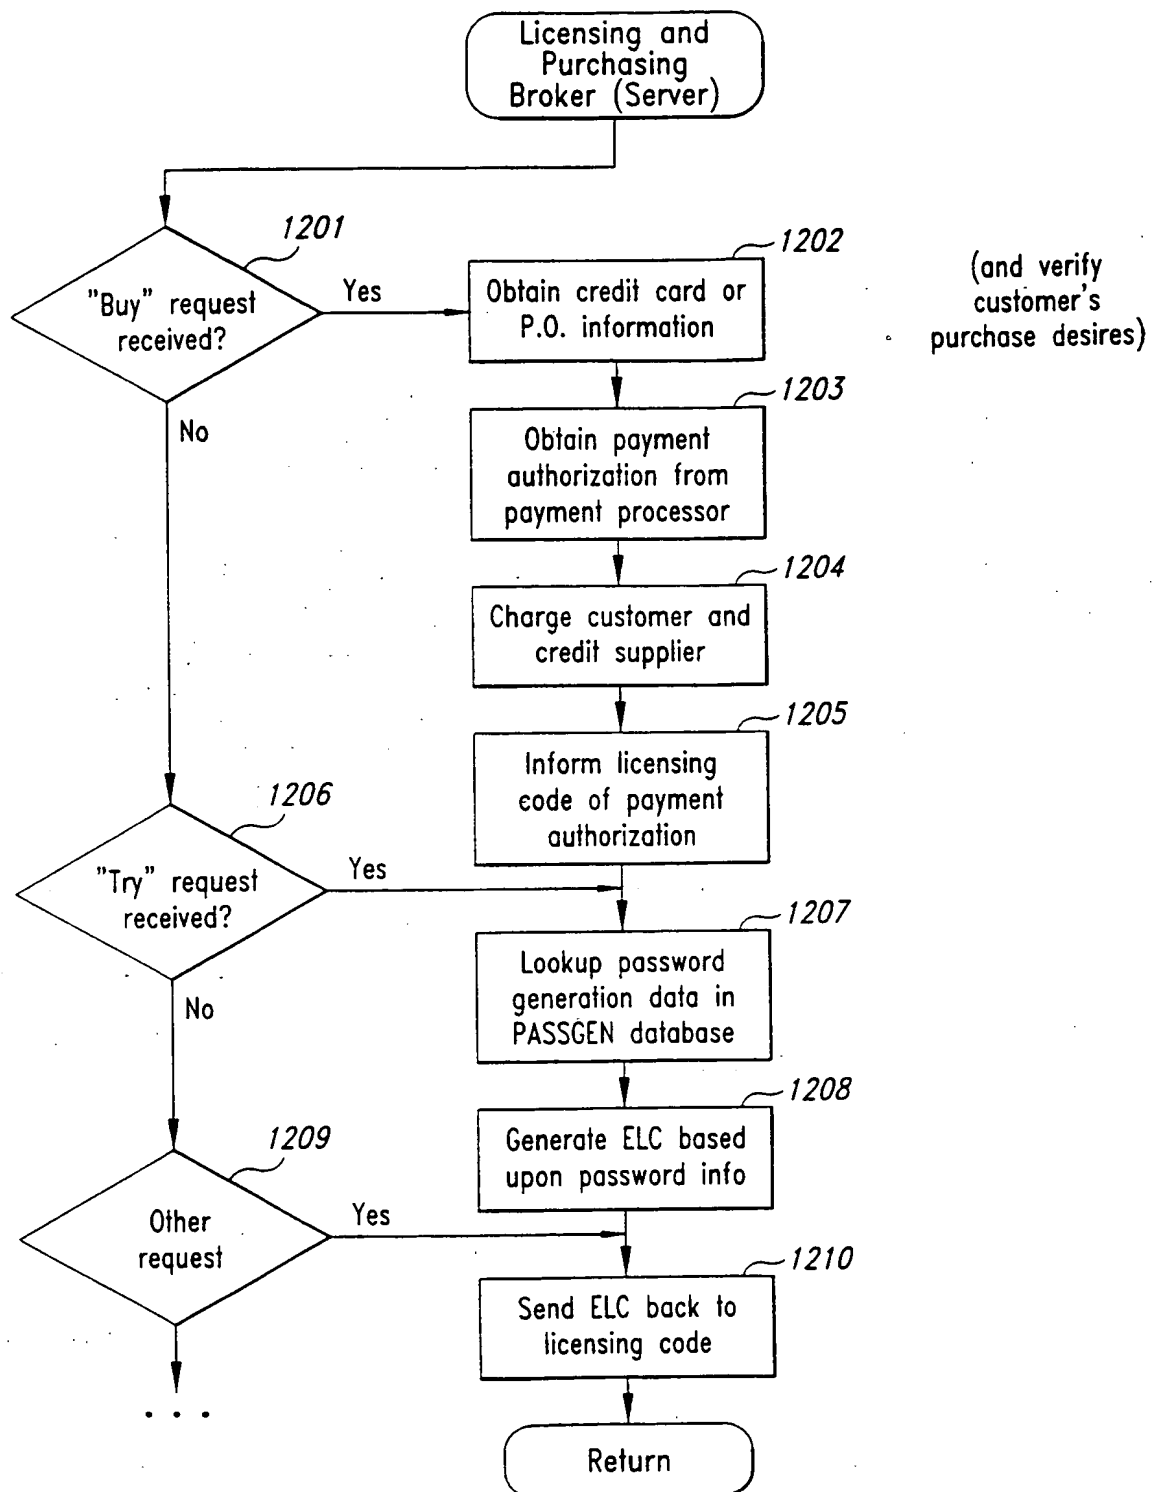 Licensing and
Purchasing
Broker (Server)
1201
"Buy" request
received?
Yes
No
1202
Obtain credit card or
P.O. information
(and verify
customer's
purchase desires)
1203
Obtain payment
authorization from
payment processor
1204
Charge customer and
credit supplier
1205
Inform licensing
code of payment
authorization
1206
"Try" request
received?
Yes
No
1207
Lookup password
generation data in
PASSGEN database
1208
Generate ELC based
upon password info
1209
Other
request
Yes
1210
Send ELC back to
licensing code
. . .
Return